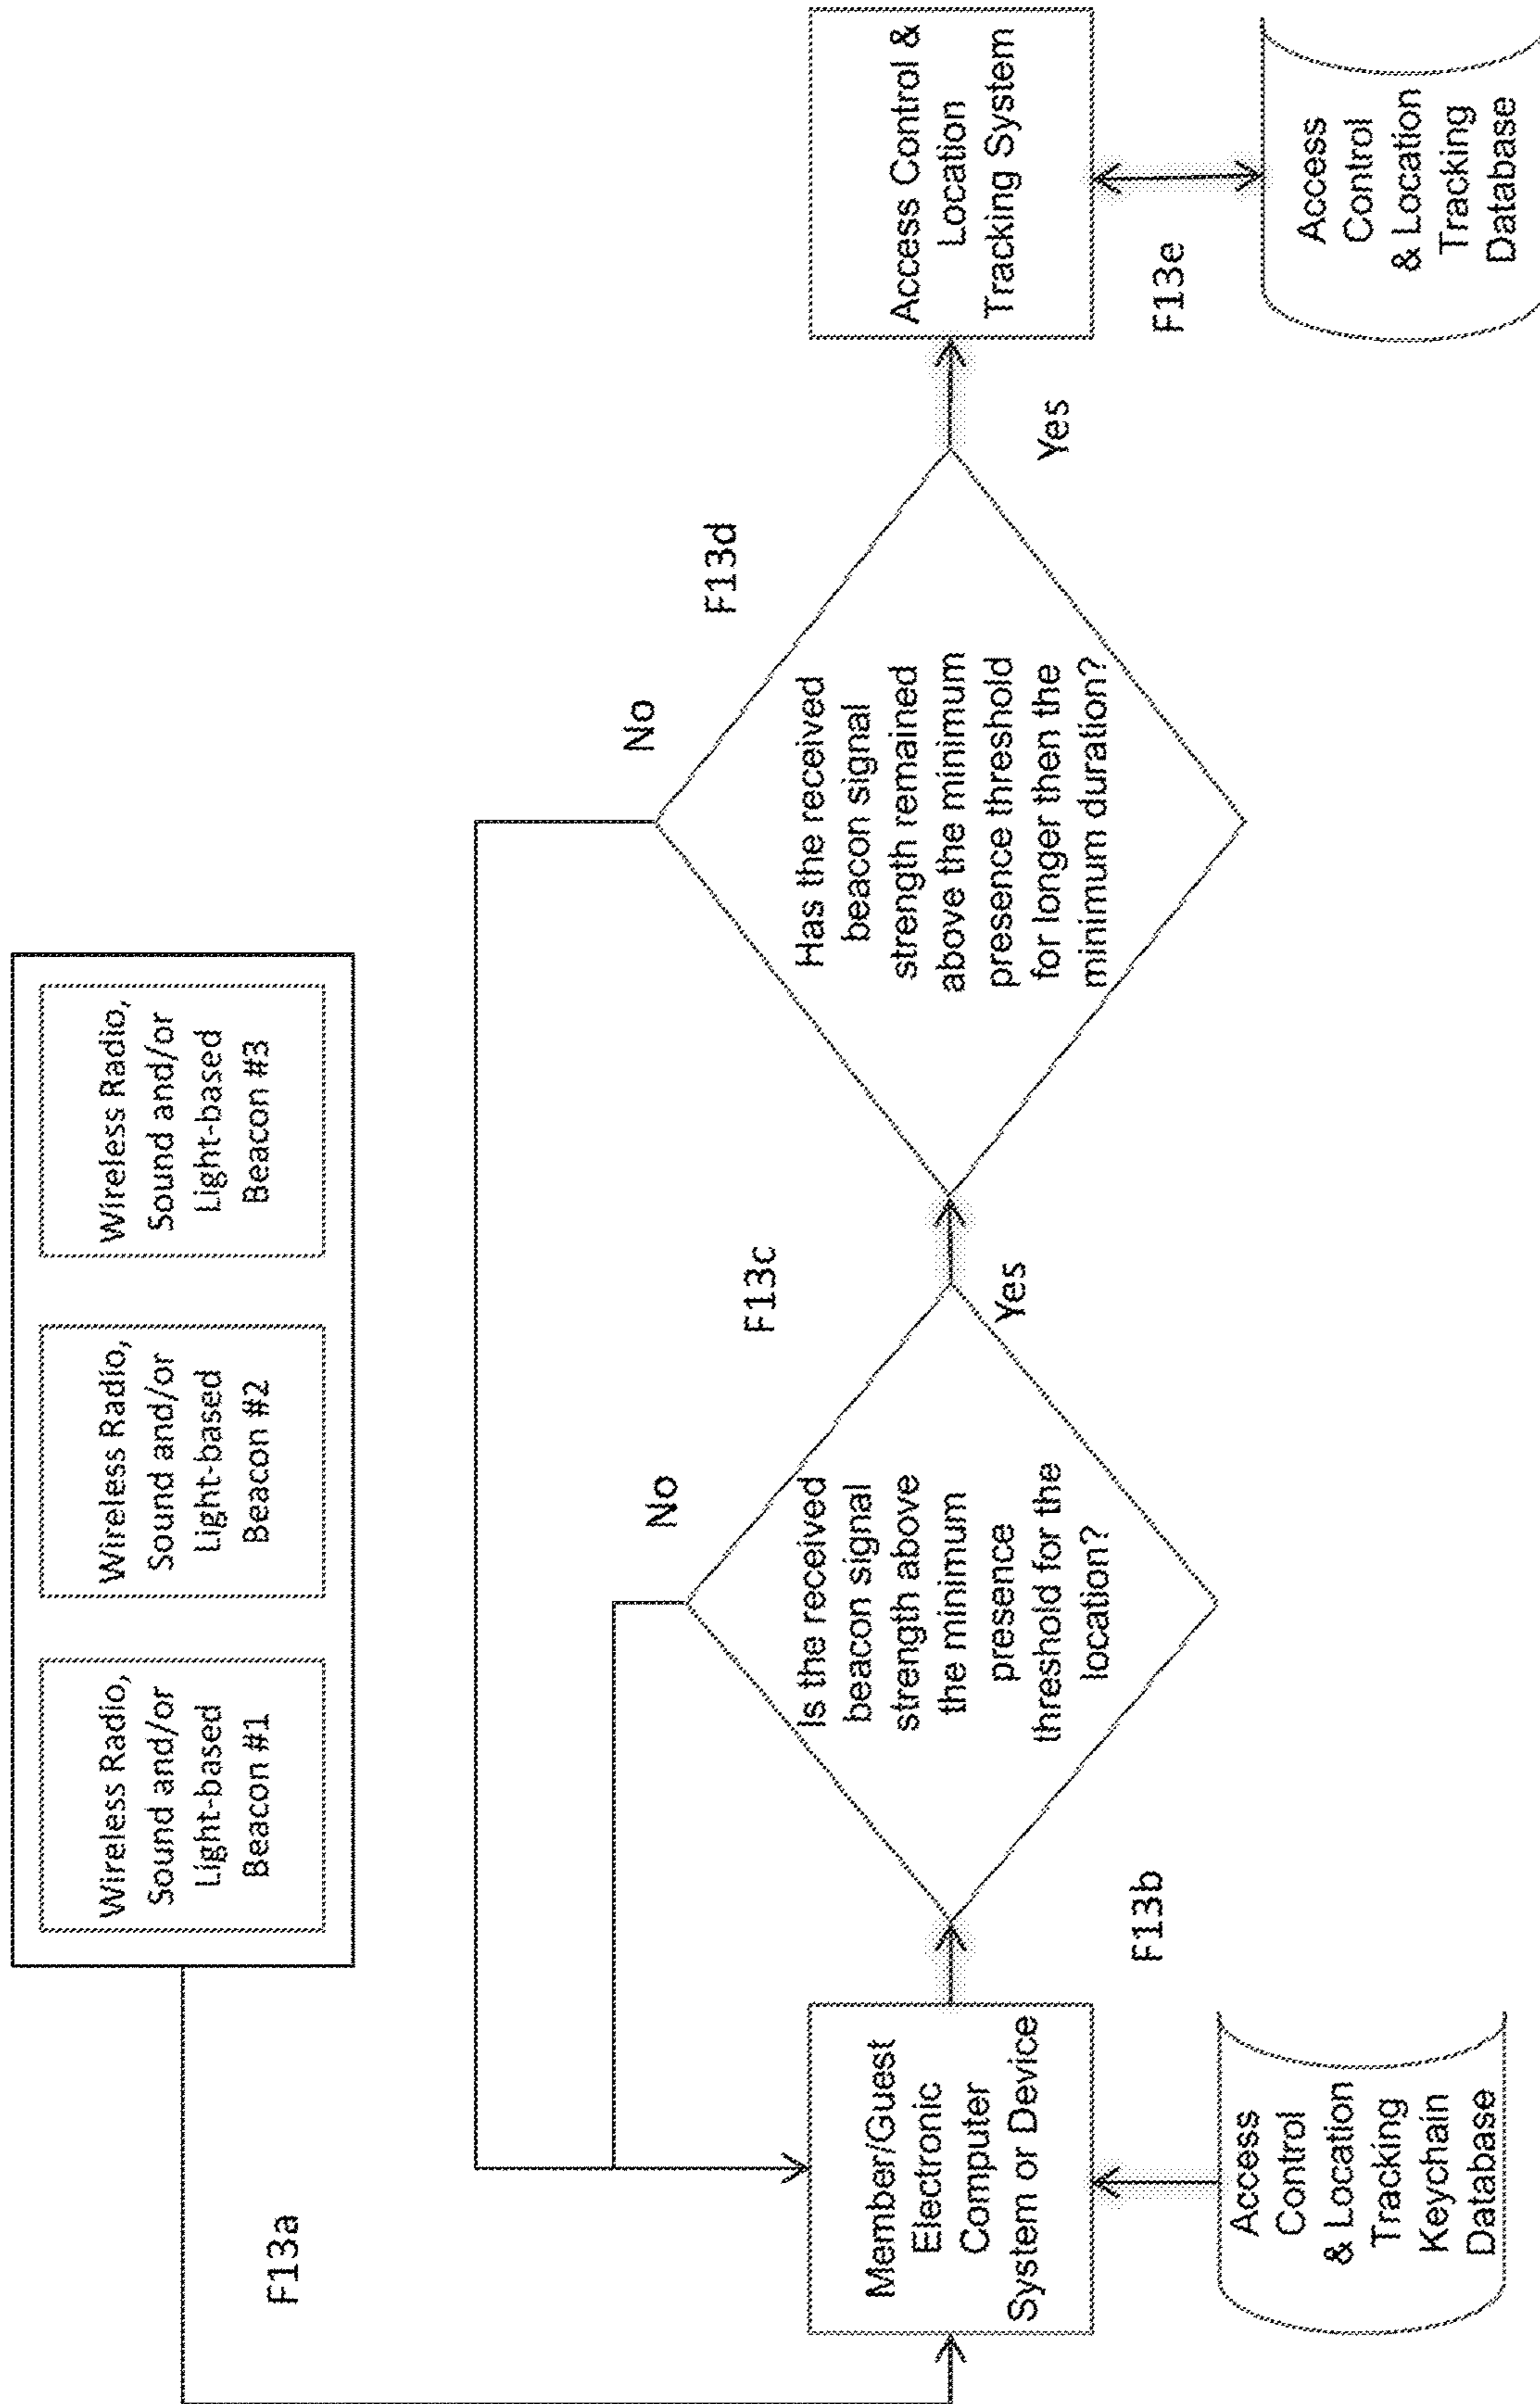 F13a
Wireless Radio,
Sound and/or
Light-based
Beacon #1
Wireless Radio,
Sound and/or
Light-based
Beacon #2
Wireless Radio,
Sound and/or
Light-based
Beacon #3
No
No
F13d
F13c
Member/Guest
Electronic
Computer
System or Device
Is the received
beacon signal
strength above
the minimum
presence
threshold for the
location?
Yes
Has the received
beacon signal
strength remained
above the minimum
presence threshold
for longer then the
minimum duration?
Yes
Access Control &
Location
Tracking System
F13b
F13e
Access
Control
& Location
Tracking
Keychain
Database
Access
Control
& Location
Tracking
Database